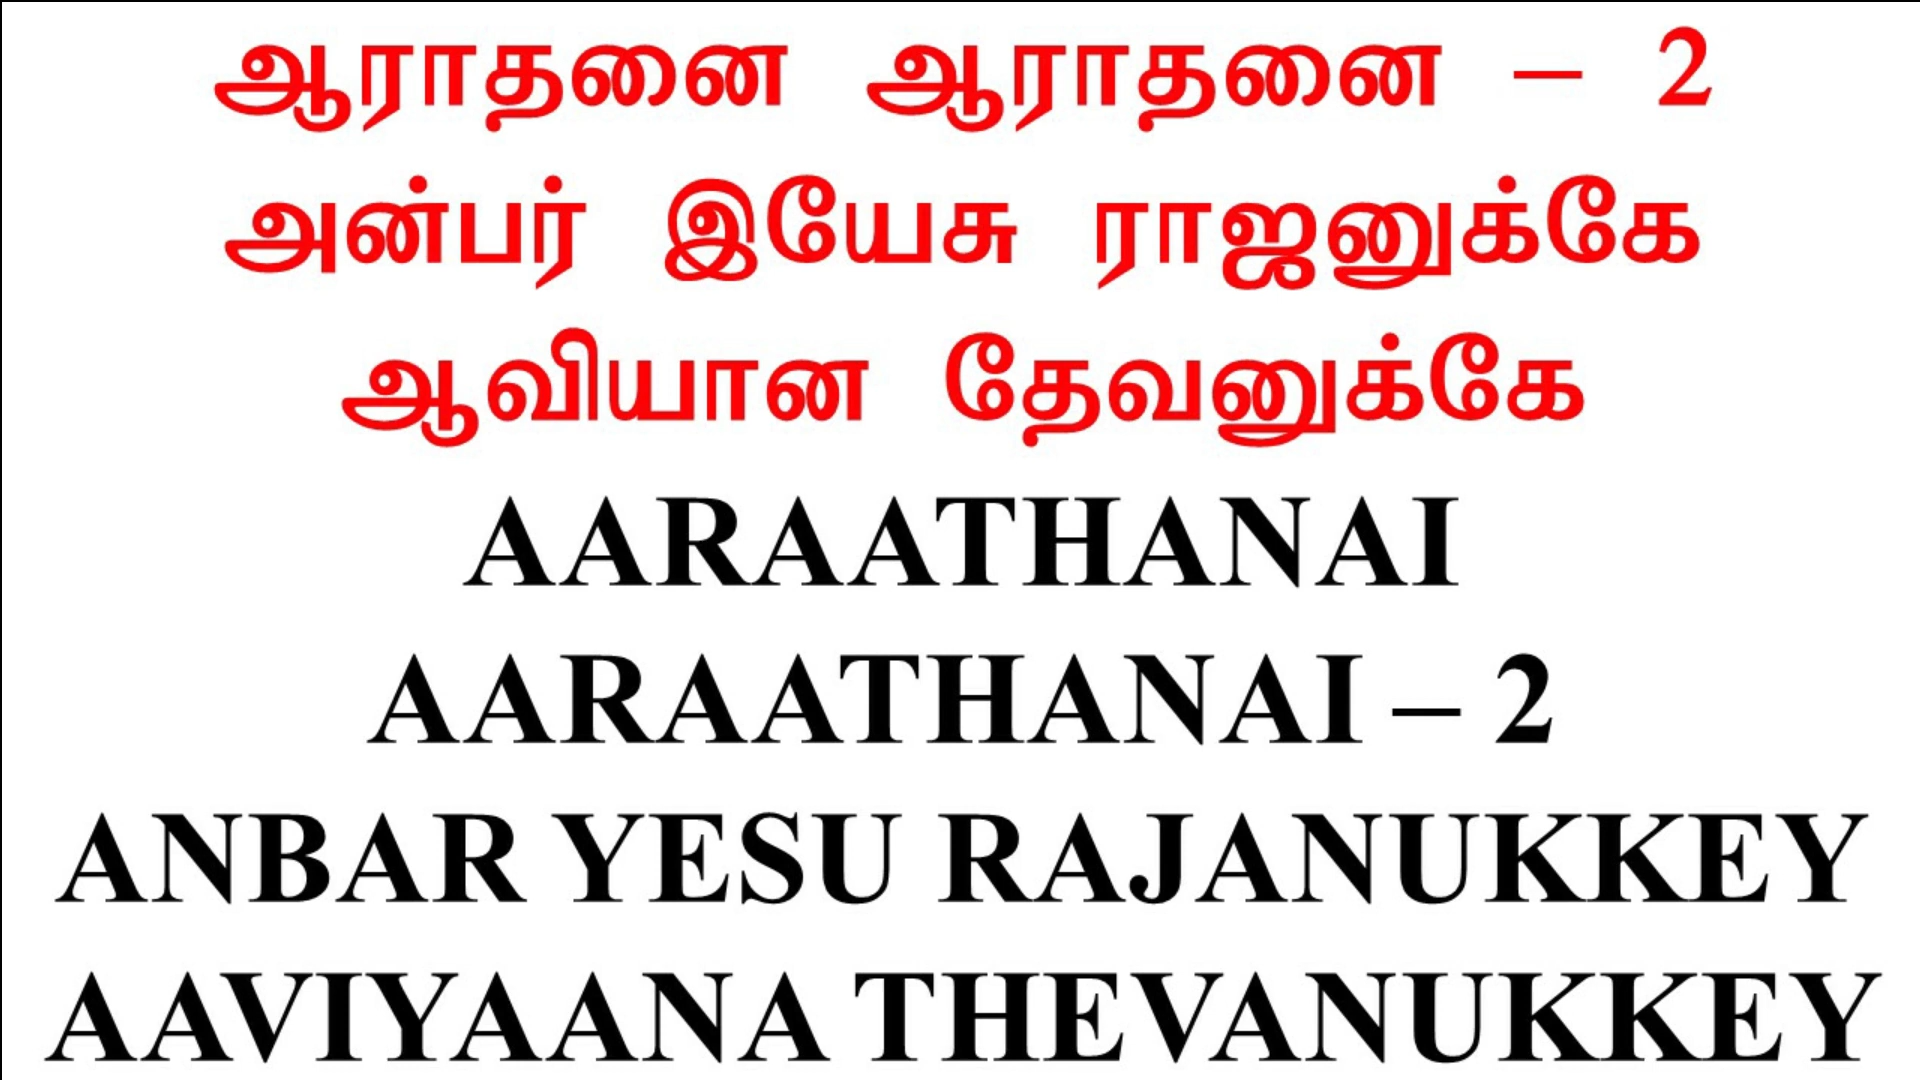 ஆராதனை ஆராதனை – 2
அன்பர் இயேசு ராஜனுக்கே
ஆவியான தேவனுக்கே
AARAATHANAI
AARAATHANAI – 2
ANBAR YESU RAJANUKKEY
AAVIYAANA THEVANUKKEY